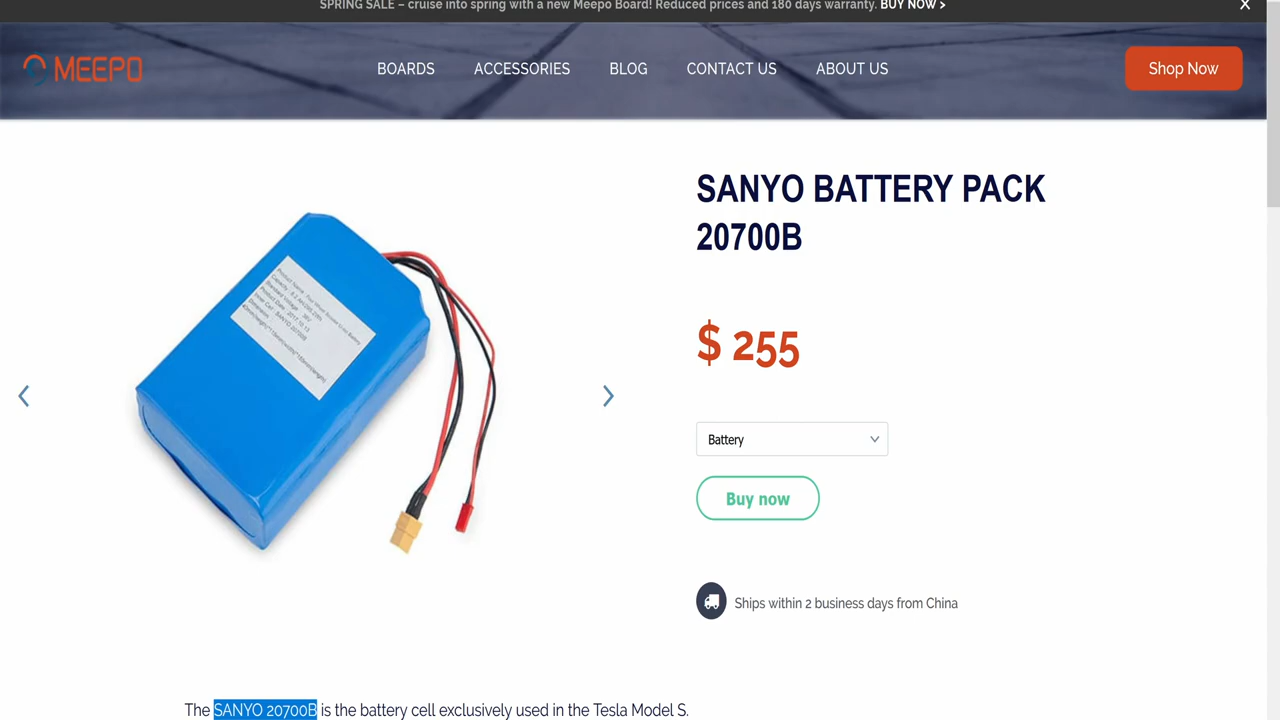 SPRING SALE – cruise into spring with a new Meepo Board! Reduced prices and 180 days warranty. BUY NOW > X
MEEPO BOARDS ACCESSORIES BLOG CONTACT US ABOUT US Shop Now
SANYO BATTERY PACK
20700B
$ 255
Battery
Buy now
Ships within 2 business days from China
The SANYO 20700B is the battery cell exclusively used in the Tesla Model S.